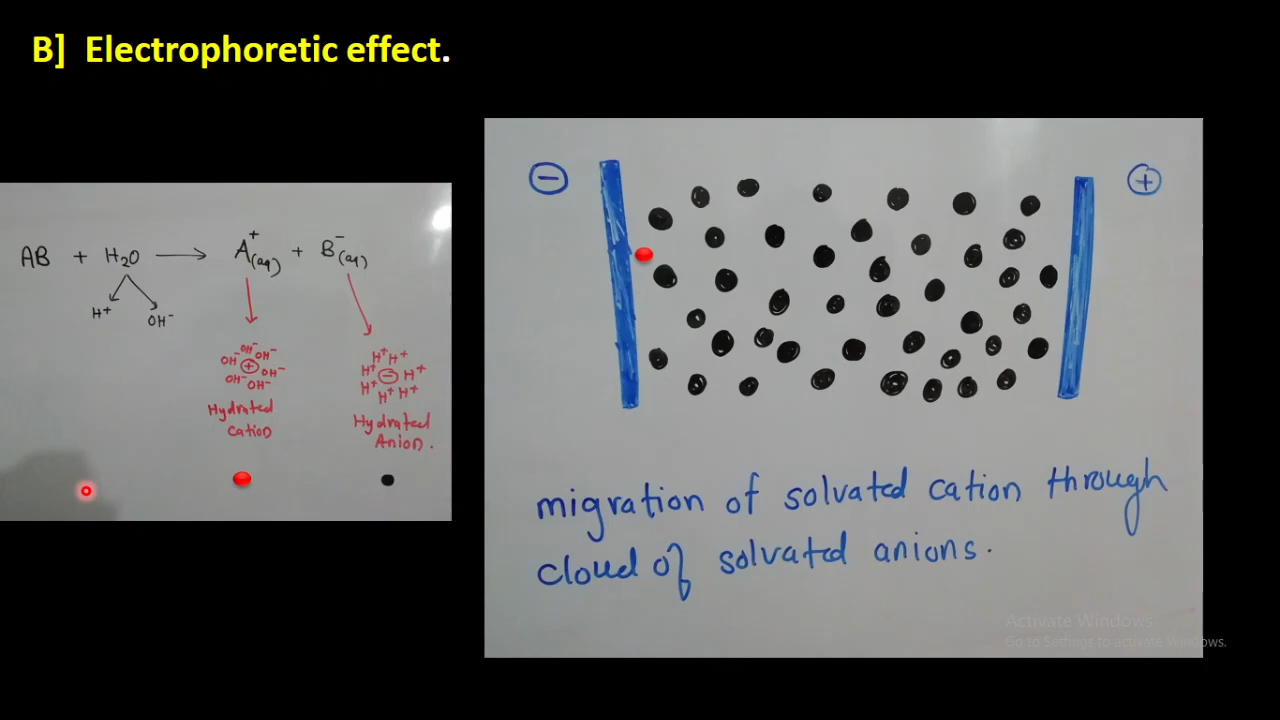 B] Electrophoretic effect.
AB + H₂O ⟶ A⁺(aq) + B⁻(aq)
H⁺ OH⁻
OH⁻ OH⁻ OH⁻
OH⁻ ⊕ OH⁻
OH⁻ OH⁻
Hydrated
Cation
H⁺ H⁺
H⁺ ⊖ H⁺
H⁺ H⁺ H⁺
Hydrated
Anion.
⊖ ⊕
migration of solvated cation through
cloud of solvated anions.
Activate Windows
Go to Settings to activate Windows.